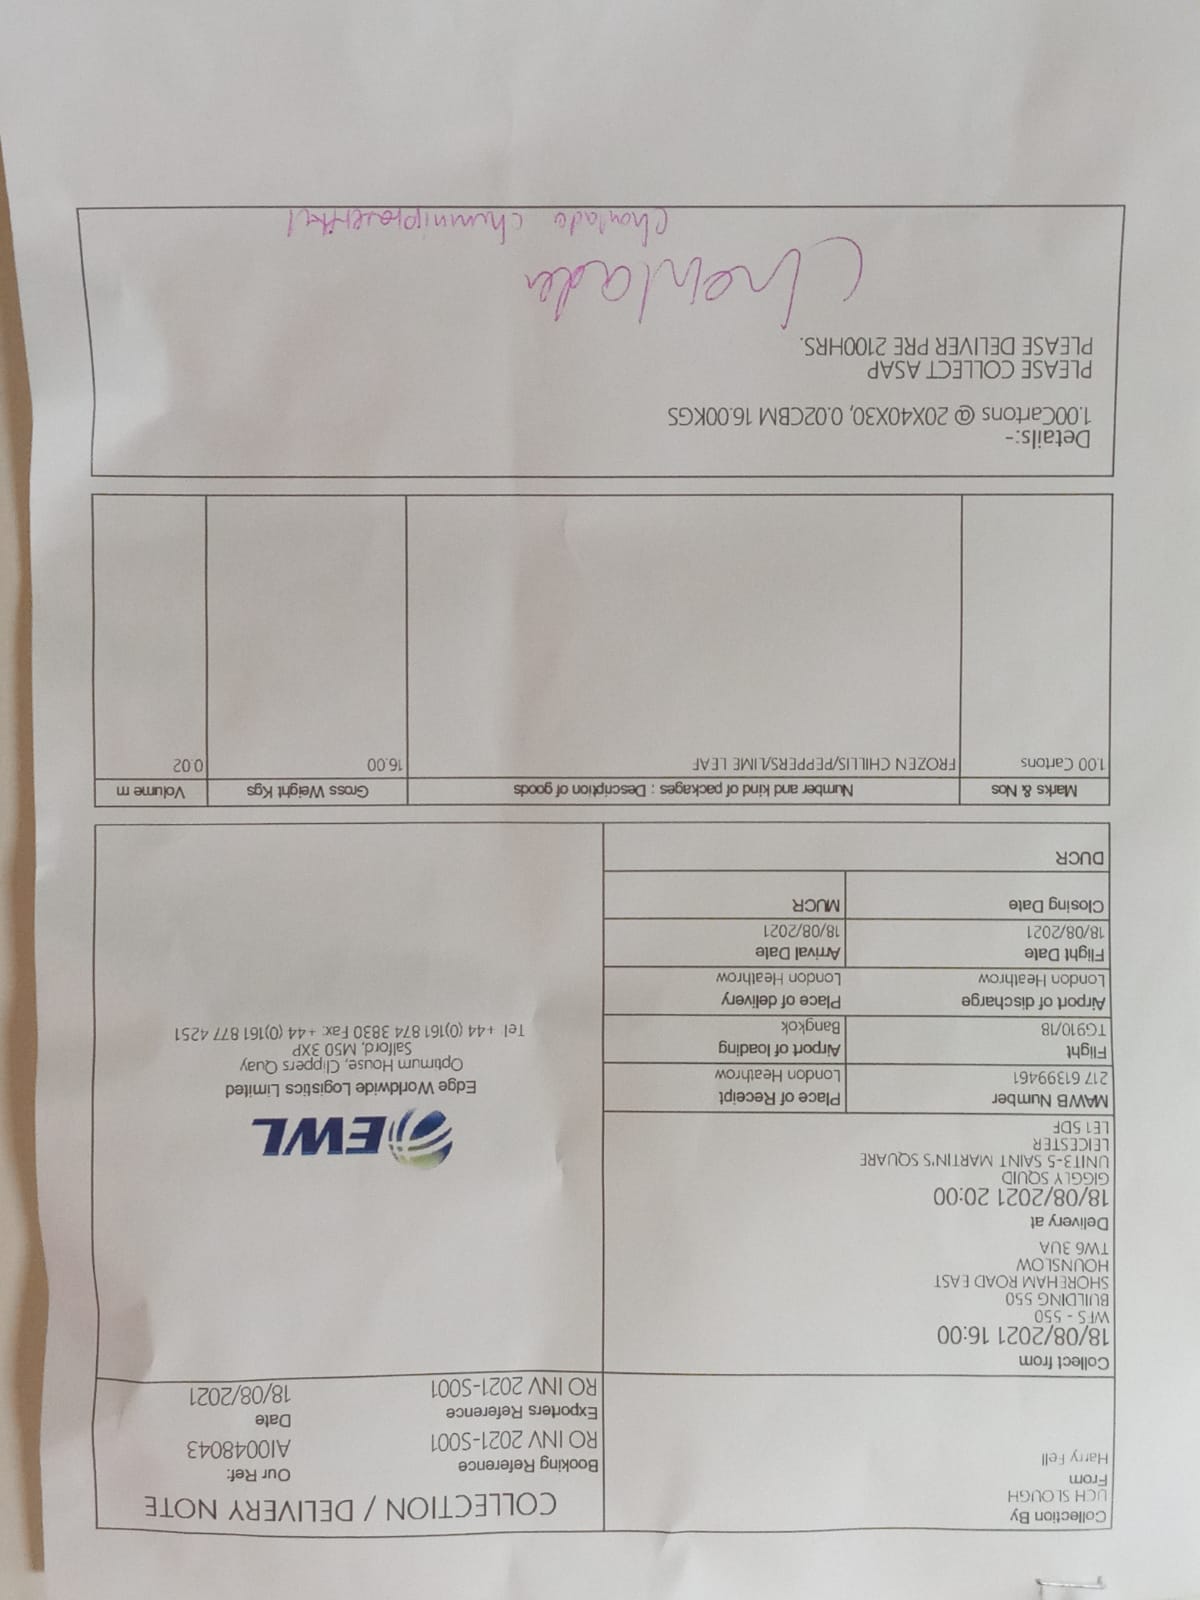 COLLECTION / DELIVERY NOTE
Collection By
UCH SLOUGH
From
Harry Fell
Booking Reference
RO INV 2021-S001
Our Ref:
AI0048043
Exporters Reference
RO INV 2021-S001
Date
18/08/2021
Collect from
18/08/2021 16:00
WFS - 550
BUILDING 550
SHOREHAM ROAD EAST
HOUNSLOW
TW6 3UA
Delivery at
18/08/2021 20:00
GIGGLY SQUID
UNIT3-5 SAINT MARTIN'S SQUARE
LEICESTER
LE1 5DF
EWL
Edge Worldwide Logistics Limited
Optimum House, Clippers Quay
Salford, M50 3XP
Tel: +44 (0)161 874 3830 Fax: +44 (0)161 877 4251
MAWB Number
217 61399461
Place of Receipt
London Heathrow
Flight
TG910/18
Airport of loading
Bangkok
Airport of discharge
London Heathrow
Place of delivery
London Heathrow
Flight Date
18/08/2021
Arrival Date
18/08/2021
Closing Date
MUCR
DUCR
Marks & Nos
Number and kind of packages : Description of goods
Gross Weight Kgs
Volume m
1.00 Cartons
FROZEN CHILLIS/PEPPERS/LIME LEAF
16.00
0.02
Details:-
1.00Cartons @ 20X40X30, 0.02CBM 16.00KGS
PLEASE COLLECT ASAP
PLEASE DELIVER PRE 2100HRS.